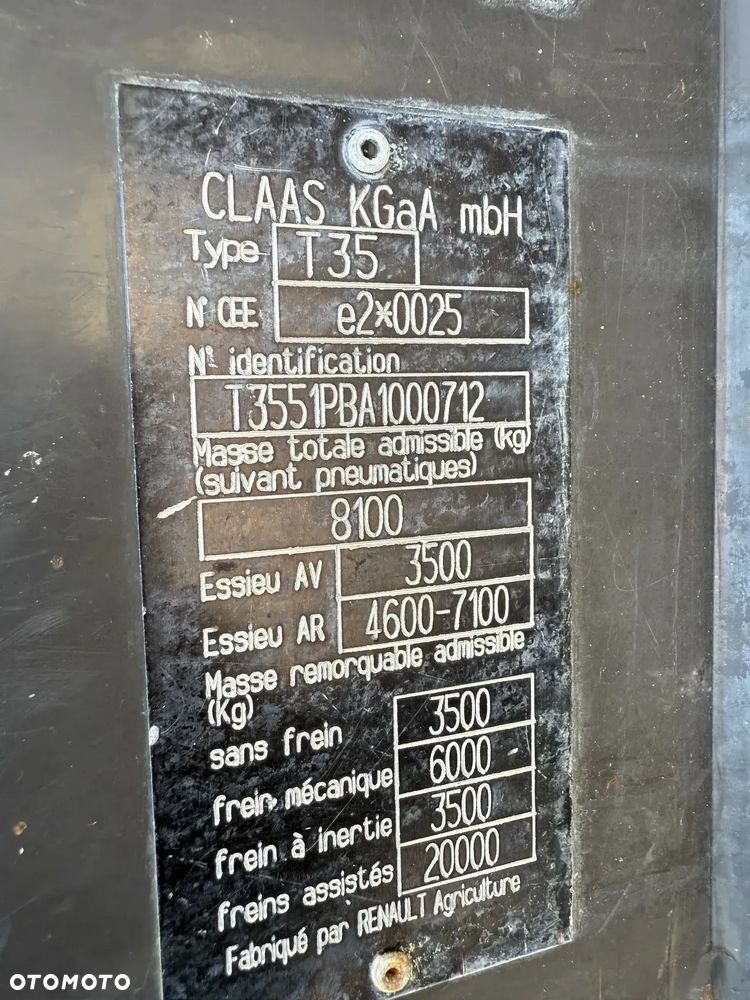 CLAAS KGaA mbH
Type T35
N° CEE e2*0025
N° identification
T3551PBA1000712
Masse totale admissible (kg)
(suivant pneumatiques)
8100
Essieu AV 3500
Essieu AR 4600-7100
Masse remorquable admissible
(Kg)
sans frein 3500
frein mécanique 6000
frein à inertie 3500
freins assistés 20000
Fabriqué par RENAULT Agriculture
OTOMOTO